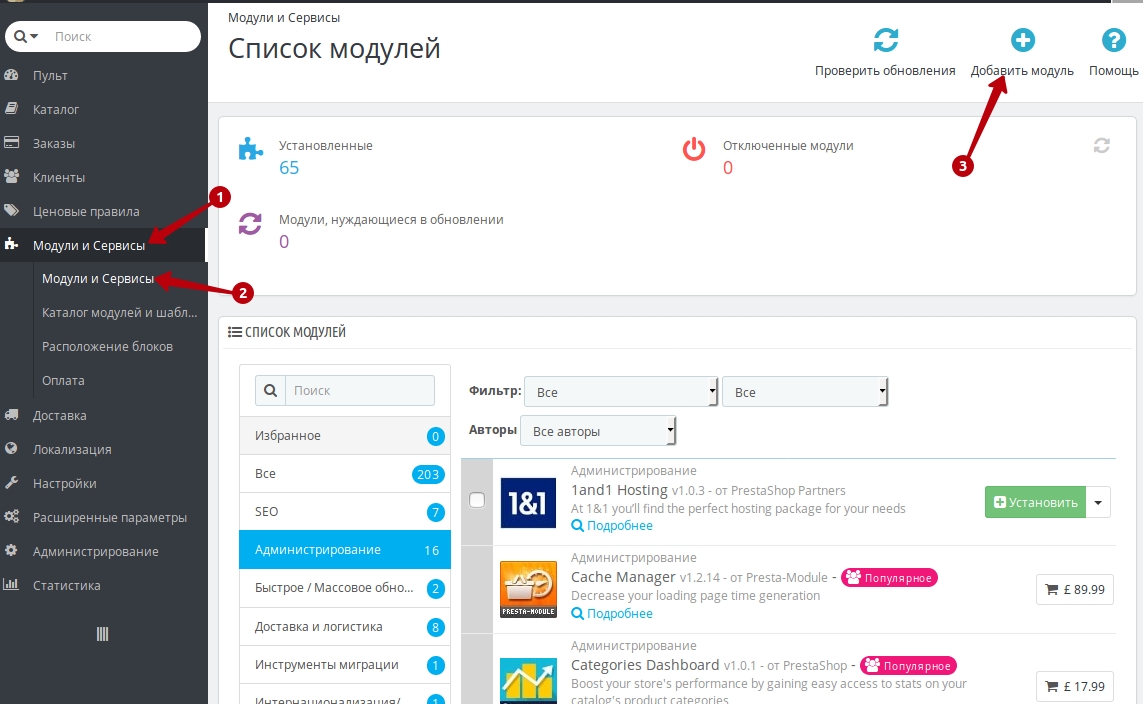 Поиск
Пульт
Каталог
Заказы
Клиенты
Ценовые правила
Модули и Сервисы
Модули и Сервисы
Каталог модулей и шабл...
Расположение блоков
Оплата
Доставка
Локализация
Настройки
Расширенные параметры
Администрирование
Статистика
1
2
Модули и Сервисы
Список модулей
Проверить обновления
Добавить модуль
Помощь
3
Установленные
65
Отключенные модули
0
Модули, нуждающиеся в обновлении
0
СПИСОК МОДУЛЕЙ
Поиск
Избранное 0
Все 203
SEO 7
Администрирование 16
Быстрое / Массовое обно... 2
Доставка и логистика 8
Инструменты миграции 1
Интернационализация/ 1
Фильтр: Все Все
Авторы Все авторы
Администрирование
1&1
1and1 Hosting v1.0.3 - от PrestaShop Partners
At 1&1 you'll find the perfect hosting package for your needs
Подробнее
Установить
Администрирование
Cache Manager v1.2.14 - от Presta-Module - Популярное
Decrease your loading page time generation
Подробнее
PRESTA-MODULE
£ 89.99
Администрирование
Categories Dashboard v1.0.1 - от PrestaShop - Популярное
Boost your store's performance by gaining easy access to stats on your
catalog's product categories
£ 17.99